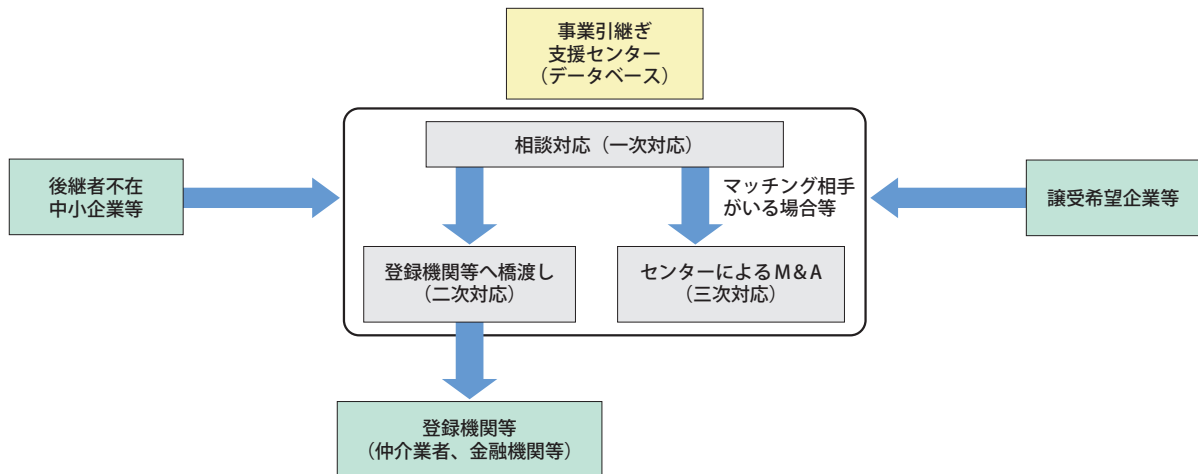 事業引継ぎ
支援センター
（データベース）
相談対応（一次対応）
後継者不在
中小企業等
マッチング相手
がいる場合等
譲受希望企業等
登録機関等へ橋渡し
（二次対応）
センターによるM＆A
（三次対応）
登録機関等
（仲介業者、金融機関等）